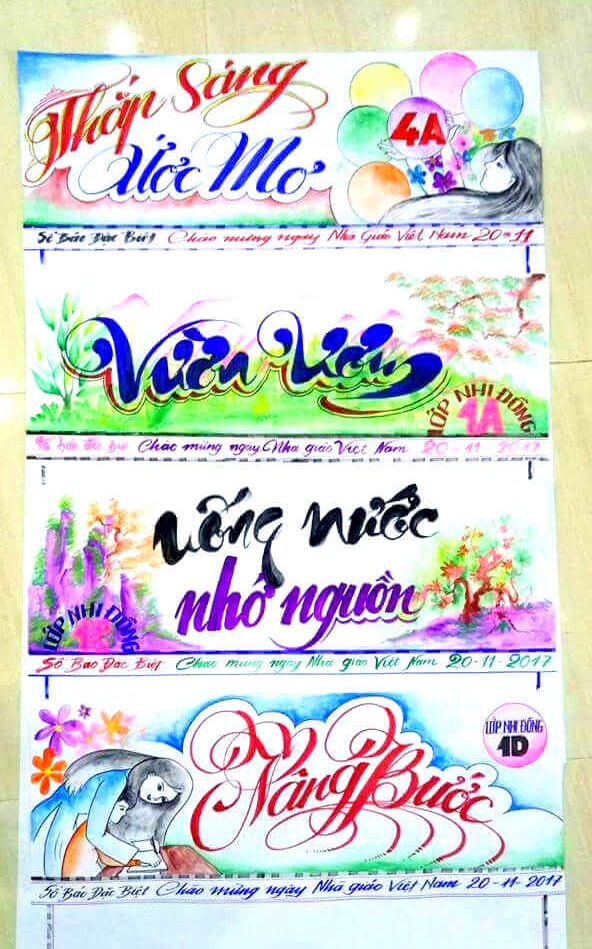 Thắp Sáng
Ước Mơ
4A
Số Báo Đặc Biệt Chào mừng ngày Nhà Giáo Việt Nam 20-11
Vườn Ươm
LỚP NHI ĐỒNG
1A
Chào mừng ngày Nhà giáo Việt Nam 20-11-2017
uống nước
nhớ nguồn
LỚP NHI ĐỒNG
Số Báo Đặc Biệt Chào mừng ngày Nhà giáo Việt Nam 20-11-2017
Nâng Bước
LỚP NHI ĐỒNG
1D
Số Báo Đặc Biệt Chào mừng ngày Nhà giáo Việt Nam 20-11-2017